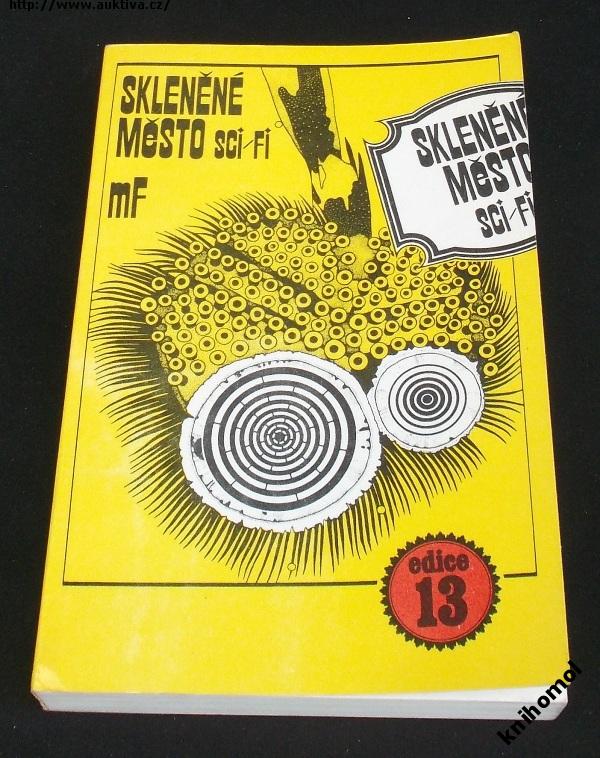 http://www.auktiva.cz/
SKLENĚNÉ
MĚSTO SCI/FI
mF
SKLENĚNÉ
MĚSTO
SCI/FI
edice
13
knihomol